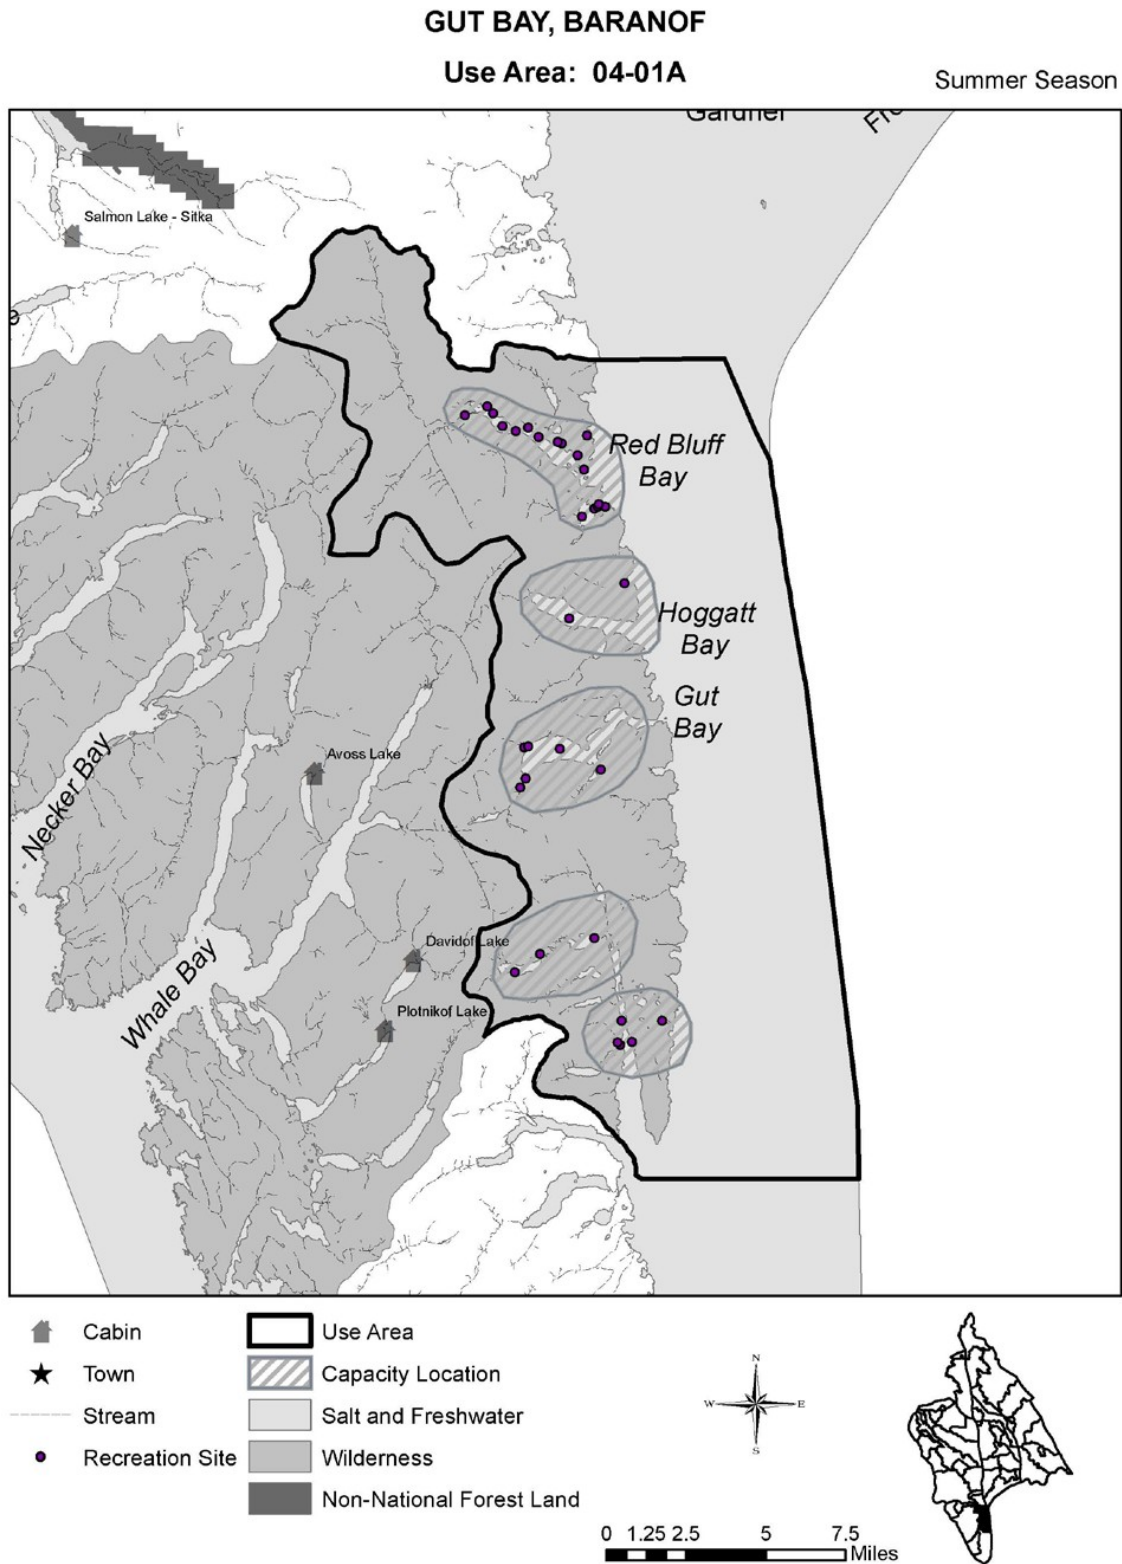 GUT BAY, BARANOF
Use Area: 04-01A
Summer Season
Gardner
Fre
Salmon Lake - Sitka
e
Red Bluff
Bay
Hoggatt
Bay
Gut
Bay
Avoss Lake
Necker Bay
Davidof Lake
Whale Bay
Plotnikof Lake
Cabin
Use Area
Town
Capacity Location
Stream
Salt and Freshwater
Recreation Site
Wilderness
Non-National Forest Land
N
W
E
S
0 1.25 2.5 5 7.5
Miles